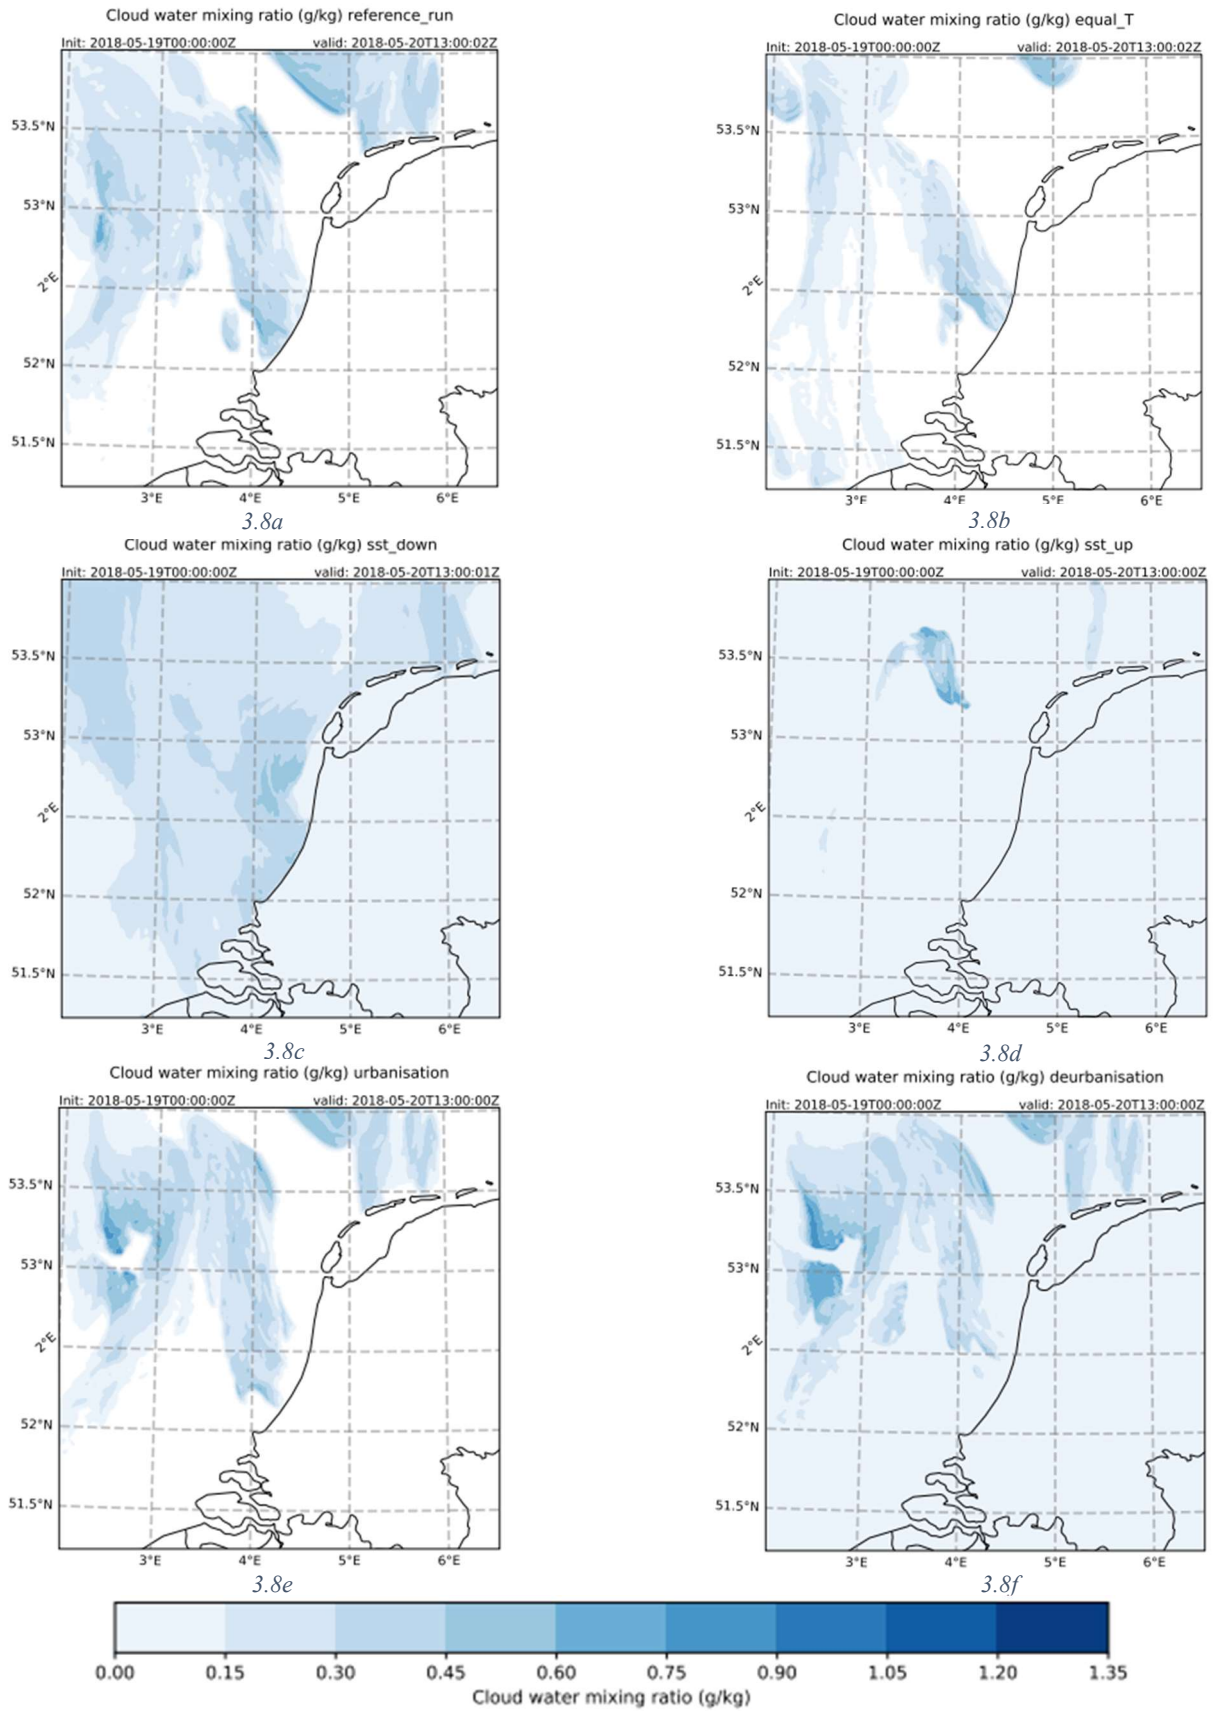 Cloud water mixing ratio (g/kg) reference_run
Init: 2018-05-19T00:00:00Z valid: 2018-05-20T13:00:02Z
53.5°N
53°N
2°E
52°N
51.5°N
3°E 4°E 5°E 6°E
3.8a
Cloud water mixing ratio (g/kg) equal_T
Init: 2018-05-19T00:00:00Z valid: 2018-05-20T13:00:02Z
53.5°N
53°N
2°E
52°N
51.5°N
3°E 4°E 5°E 6°E
3.8b
Cloud water mixing ratio (g/kg) sst_down
Init: 2018-05-19T00:00:00Z valid: 2018-05-20T13:00:01Z
53.5°N
53°N
2°E
52°N
51.5°N
3°E 4°E 5°E 6°E
3.8c
Cloud water mixing ratio (g/kg) sst_up
Init: 2018-05-19T00:00:00Z valid: 2018-05-20T13:00:00Z
53.5°N
53°N
2°E
52°N
51.5°N
3°E 4°E 5°E 6°E
3.8d
Cloud water mixing ratio (g/kg) urbanisation
Init: 2018-05-19T00:00:00Z valid: 2018-05-20T13:00:00Z
53.5°N
53°N
2°E
52°N
51.5°N
3°E 4°E 5°E 6°E
3.8e
Cloud water mixing ratio (g/kg) deurbanisation
Init: 2018-05-19T00:00:00Z valid: 2018-05-20T13:00:00Z
53.5°N
53°N
2°E
52°N
51.5°N
3°E 4°E 5°E 6°E
3.8f
0.00 0.15 0.30 0.45 0.60 0.75 0.90 1.05 1.20 1.35
Cloud water mixing ratio (g/kg)